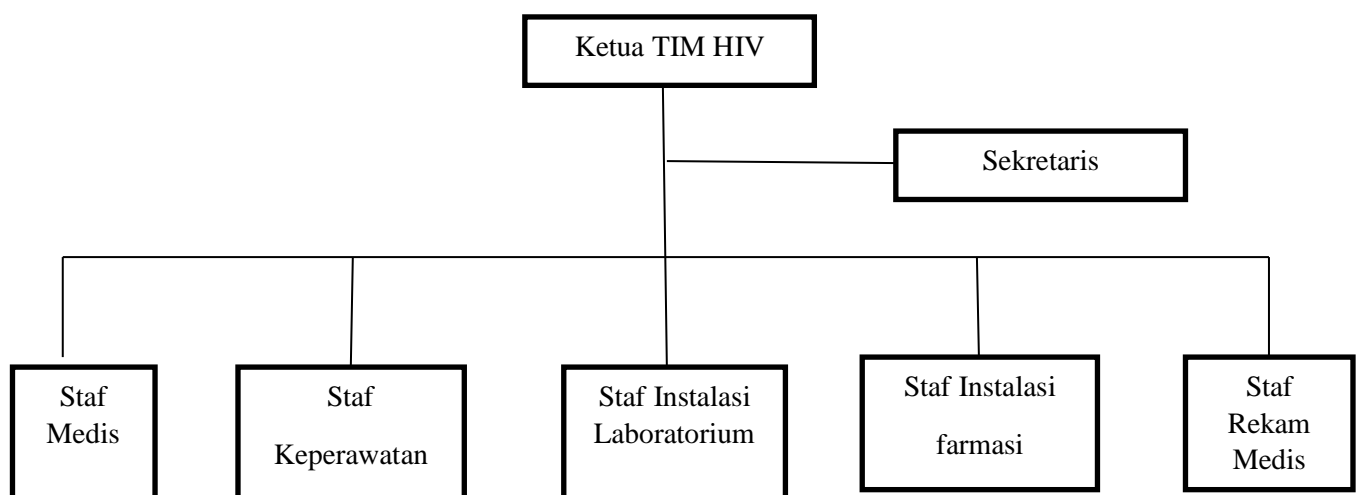 Ketua TIM HIV
Sekretaris
Staf
Medis
Staf
Keperawatan
Staf Instalasi
Laboratorium
Staf Instalasi
farmasi
Staf
Rekam
Medis